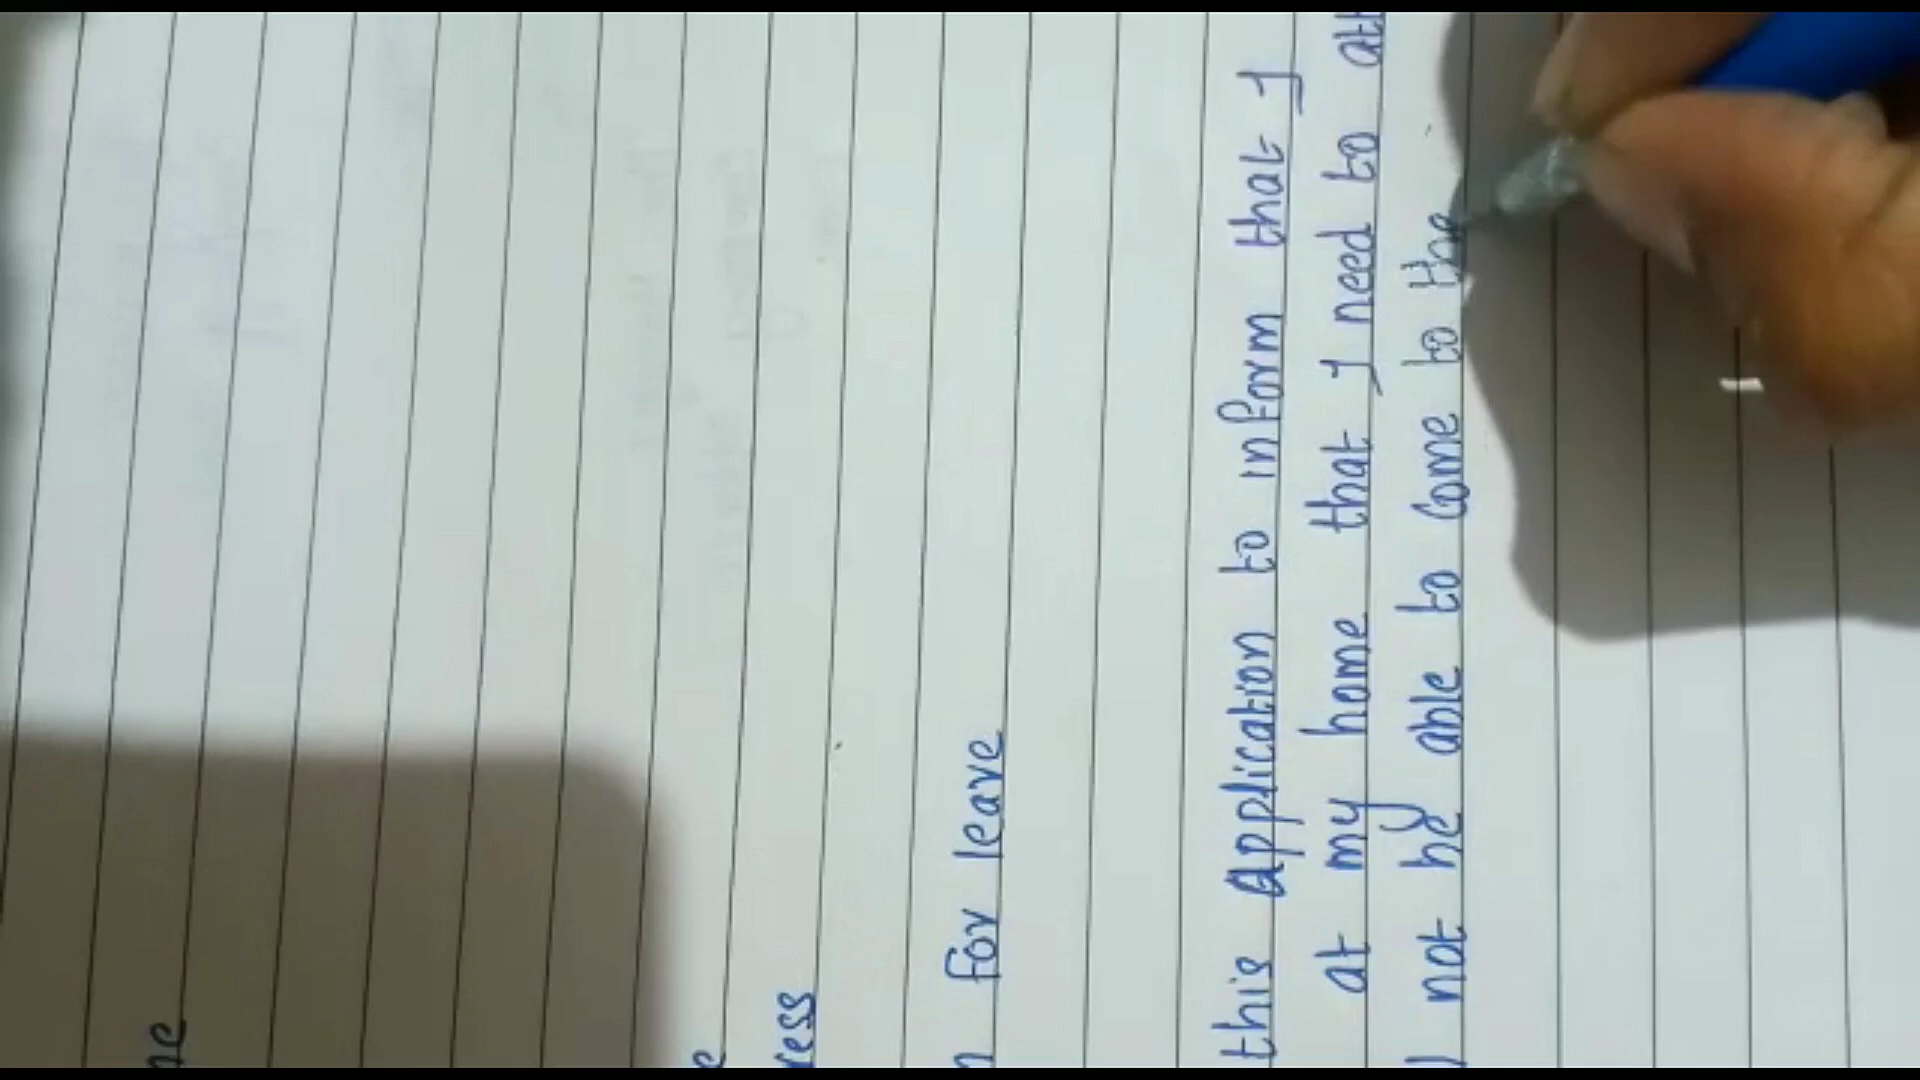 for leave
this Application to inform that I
at my home that I need to
not be able to come to the